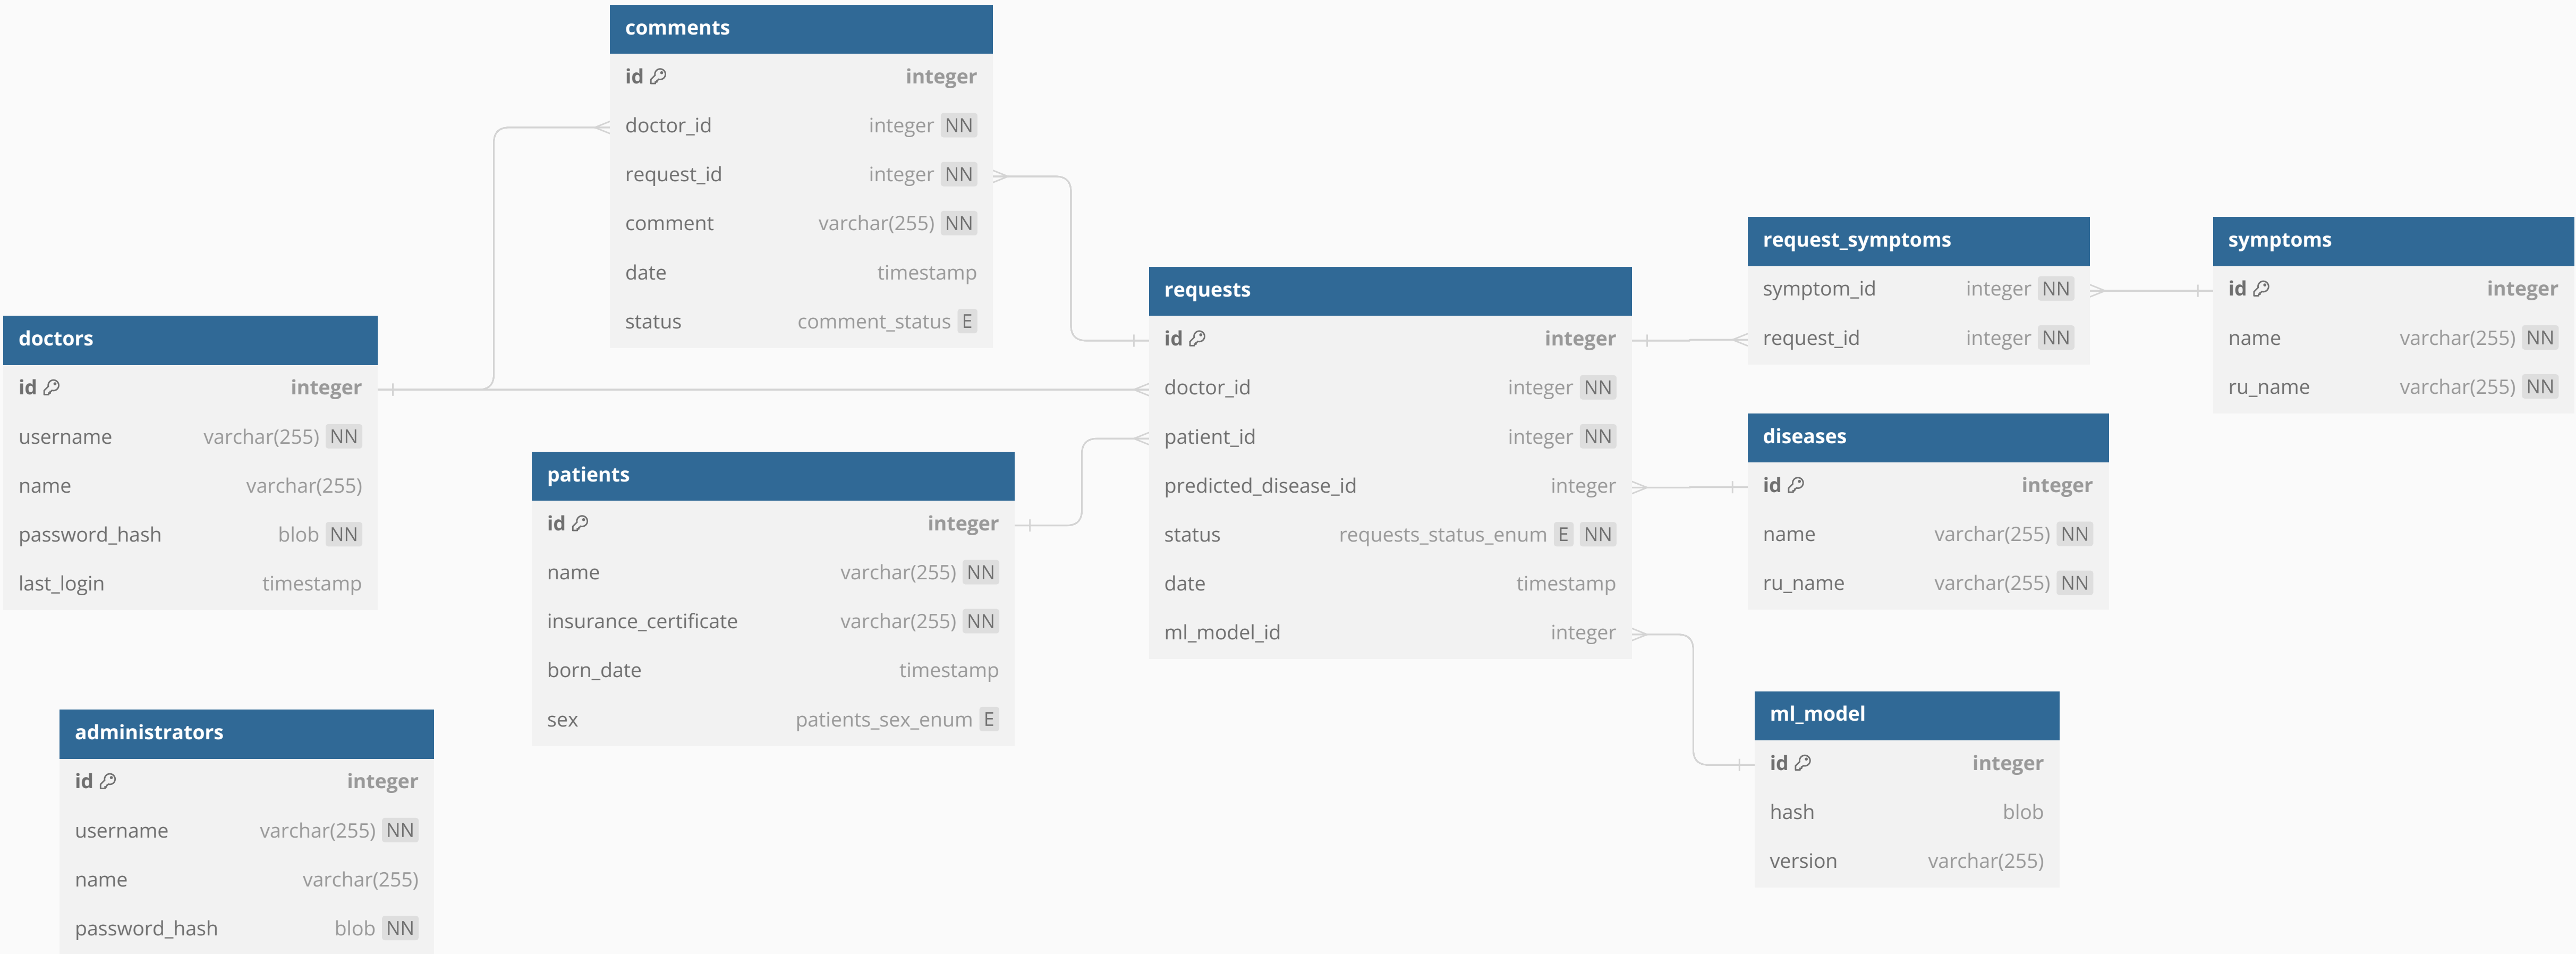 comments
id integer
doctor_id integer NN
request_id integer NN
comment varchar(255) NN
date timestamp
status comment_status E
doctors
id integer
username varchar(255) NN
name varchar(255)
password_hash blob NN
last_login timestamp
administrators
id integer
username varchar(255) NN
name varchar(255)
password_hash blob NN
patients
id integer
name varchar(255) NN
insurance_certificate varchar(255) NN
born_date timestamp
sex patients_sex_enum E
requests
id integer
doctor_id integer NN
patient_id integer NN
predicted_disease_id integer
status requests_status_enum E NN
date timestamp
ml_model_id integer
request_symptoms
symptom_id integer NN
request_id integer NN
symptoms
id integer
name varchar(255) NN
ru_name varchar(255) NN
diseases
id integer
name varchar(255) NN
ru_name varchar(255) NN
ml_model
id integer
hash blob
version varchar(255)